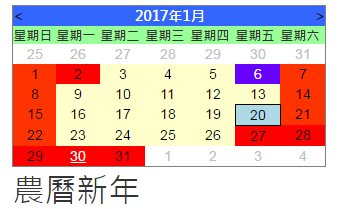 < 2017年1月 >
星期日 星期一 星期二 星期三 星期四 星期五 星期六
25 26 27 28 29 30 31
1 2 3 4 5 6 7
8 9 10 11 12 13 14
15 16 17 18 19 20 21
22 23 24 25 26 27 28
29 30 31 1 2 3 4
農曆新年